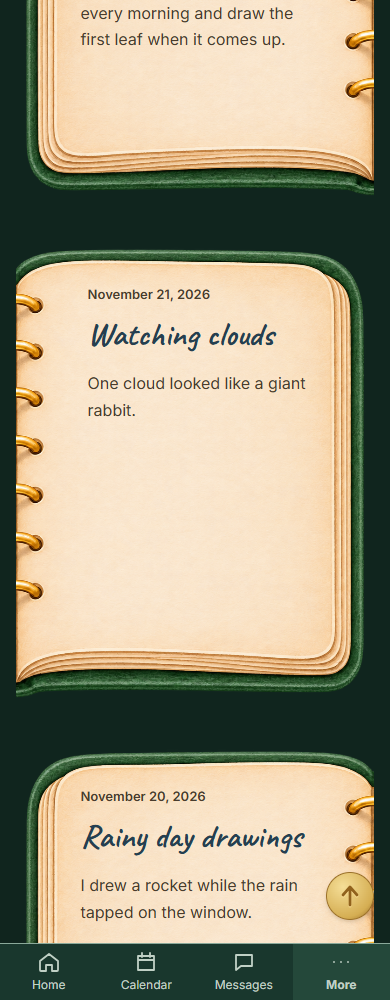 every morning and draw the
first leaf when it comes up.
November 21, 2026
Watching clouds
One cloud looked like a giant
rabbit.
November 20, 2026
Rainy day drawings
I drew a rocket while the rain
tapped on the window.
Home
Calendar
Messages
More